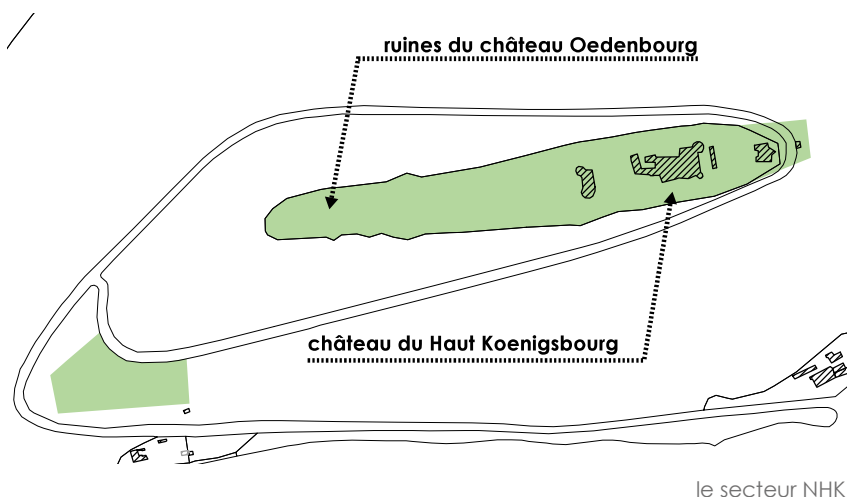 ruines du château Oedenbourg
château du Haut Koenigsbourg
le secteur NHK